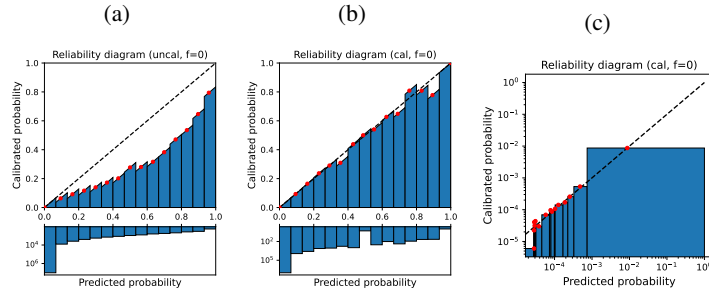 (a)
(b)
(c)
Reliability diagram (uncal, f=0)
Reliability diagram (cal, f=0)
Reliability diagram (cal, f=0)
Calibrated probability
1.0
0.8
0.6
0.4
0.2
0.0
0.0 0.2 0.4 0.6 0.8 1.0
10^4
10^6
Predicted probability
Calibrated probability
1.0
0.8
0.6
0.4
0.2
0.0
0.0 0.2 0.4 0.6 0.8 1.0
10^2
10^5
Predicted probability
Calibrated probability
10^0
10^-1
10^-2
10^-3
10^-4
10^-5
10^-4 10^-3 10^-2 10^-1 10^0
Predicted probability